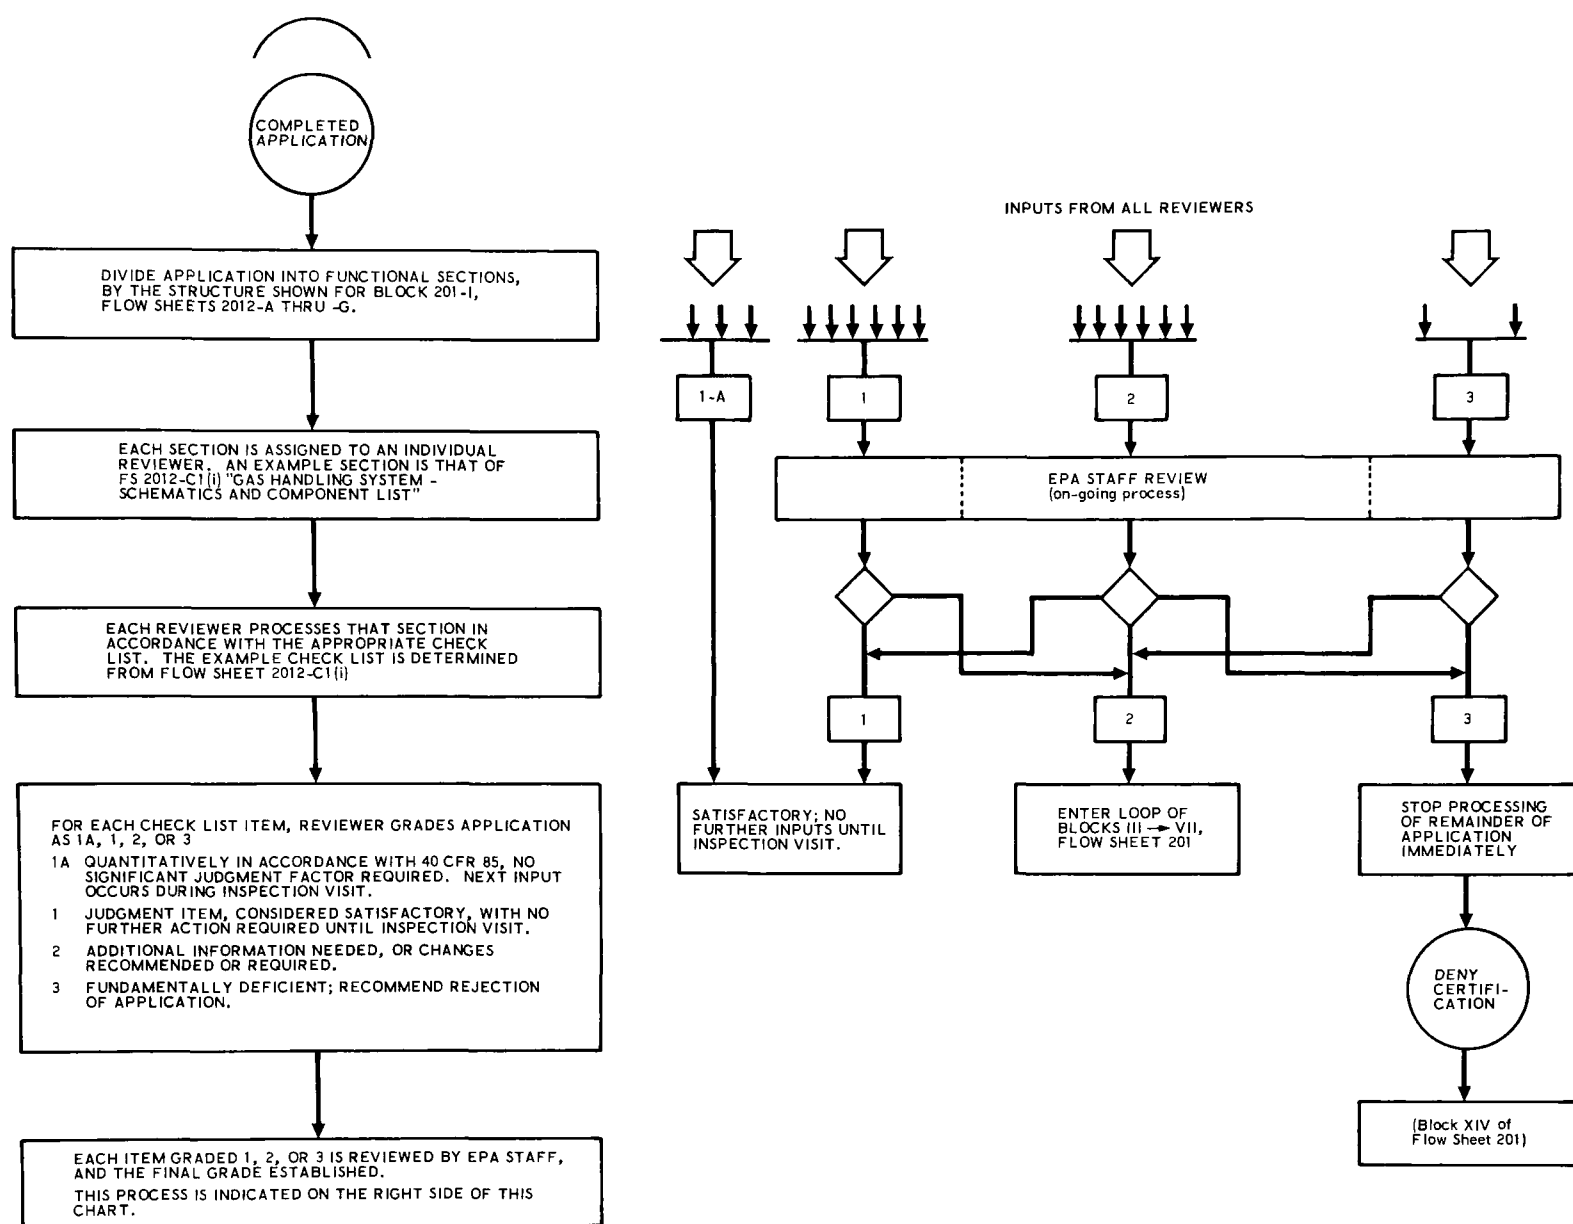 COMPLETED
APPLICATION
DIVIDE APPLICATION INTO FUNCTIONAL SECTIONS,
BY THE STRUCTURE SHOWN FOR BLOCK 201-I,
FLOW SHEETS 2012-A THRU -G.
EACH SECTION IS ASSIGNED TO AN INDIVIDUAL
REVIEWER. AN EXAMPLE SECTION IS THAT OF
FS 2012-C1(i) "GAS HANDLING SYSTEM -
SCHEMATICS AND COMPONENT LIST"
EACH REVIEWER PROCESSES THAT SECTION IN
ACCORDANCE WITH THE APPROPRIATE CHECK
LIST. THE EXAMPLE CHECK LIST IS DETERMINED
FROM FLOW SHEET 2012-C1(i)
FOR EACH CHECK LIST ITEM, REVIEWER GRADES APPLICATION
AS 1A, 1, 2, OR 3
1A QUANTITATIVELY IN ACCORDANCE WITH 40 CFR 85, NO
SIGNIFICANT JUDGMENT FACTOR REQUIRED. NEXT INPUT
OCCURS DURING INSPECTION VISIT.
1 JUDGMENT ITEM, CONSIDERED SATISFACTORY, WITH NO
FURTHER ACTION REQUIRED UNTIL INSPECTION VISIT.
2 ADDITIONAL INFORMATION NEEDED, OR CHANGES
RECOMMENDED OR REQUIRED.
3 FUNDAMENTALLY DEFICIENT; RECOMMEND REJECTION
OF APPLICATION.
EACH ITEM GRADED 1, 2, OR 3 IS REVIEWED BY EPA STAFF,
AND THE FINAL GRADE ESTABLISHED.
THIS PROCESS IS INDICATED ON THE RIGHT SIDE OF THIS
CHART.
INPUTS FROM ALL REVIEWERS
1-A
1
2
3
EPA STAFF REVIEW
(on-going process)
1
2
3
SATISFACTORY; NO
FURTHER INPUTS UNTIL
INSPECTION VISIT.
ENTER LOOP OF
BLOCKS III → VII,
FLOW SHEET 201
STOP PROCESSING
OF REMAINDER OF
APPLICATION
IMMEDIATELY
DENY
CERTIFI-
CATION
(Block XIV of
Flow Sheet 201)